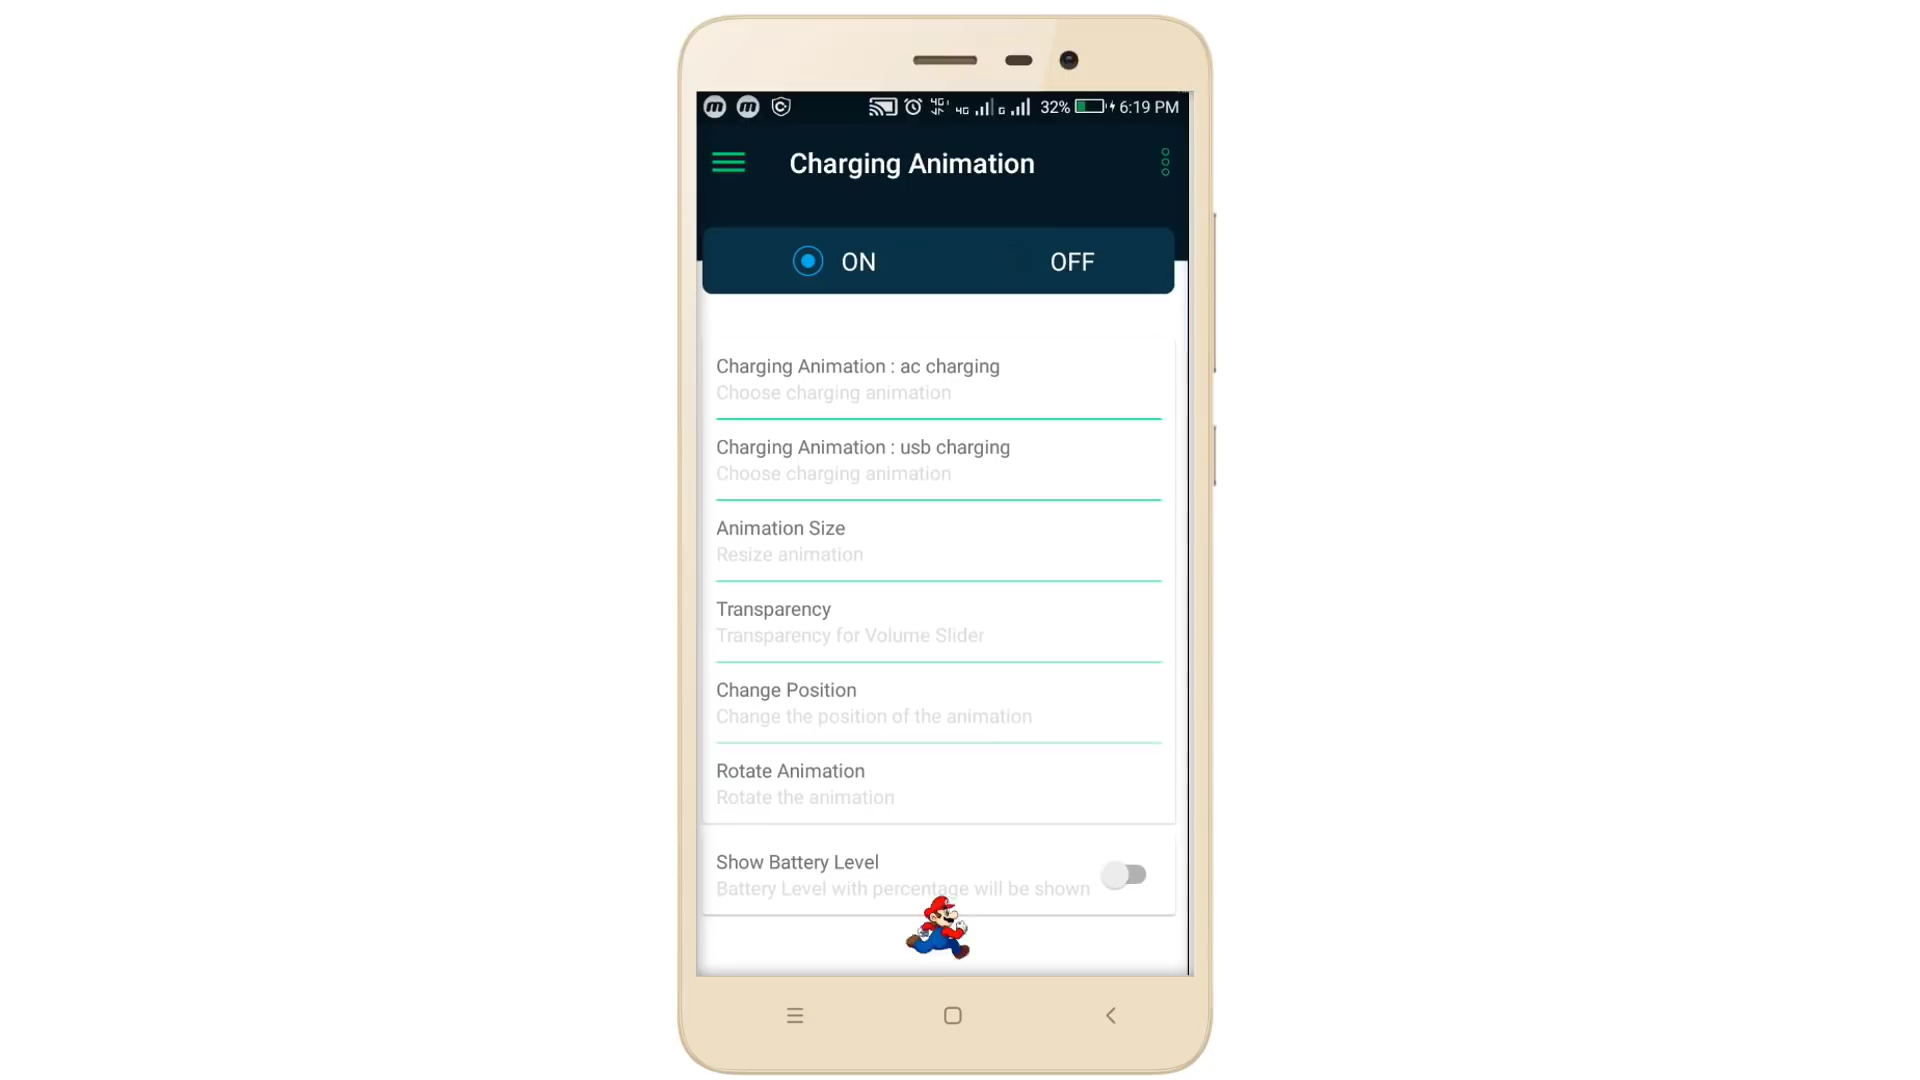 32% 6:19 PM
Charging Animation
ON OFF
Charging Animation : ac charging
Choose charging animation
Charging Animation : usb charging
Choose charging animation
Animation Size
Resize animation
Transparency
Transparency for Volume Slider
Change Position
Change the position of the animation
Rotate Animation
Rotate the animation
Show Battery Level
Battery Level with percentage will be shown